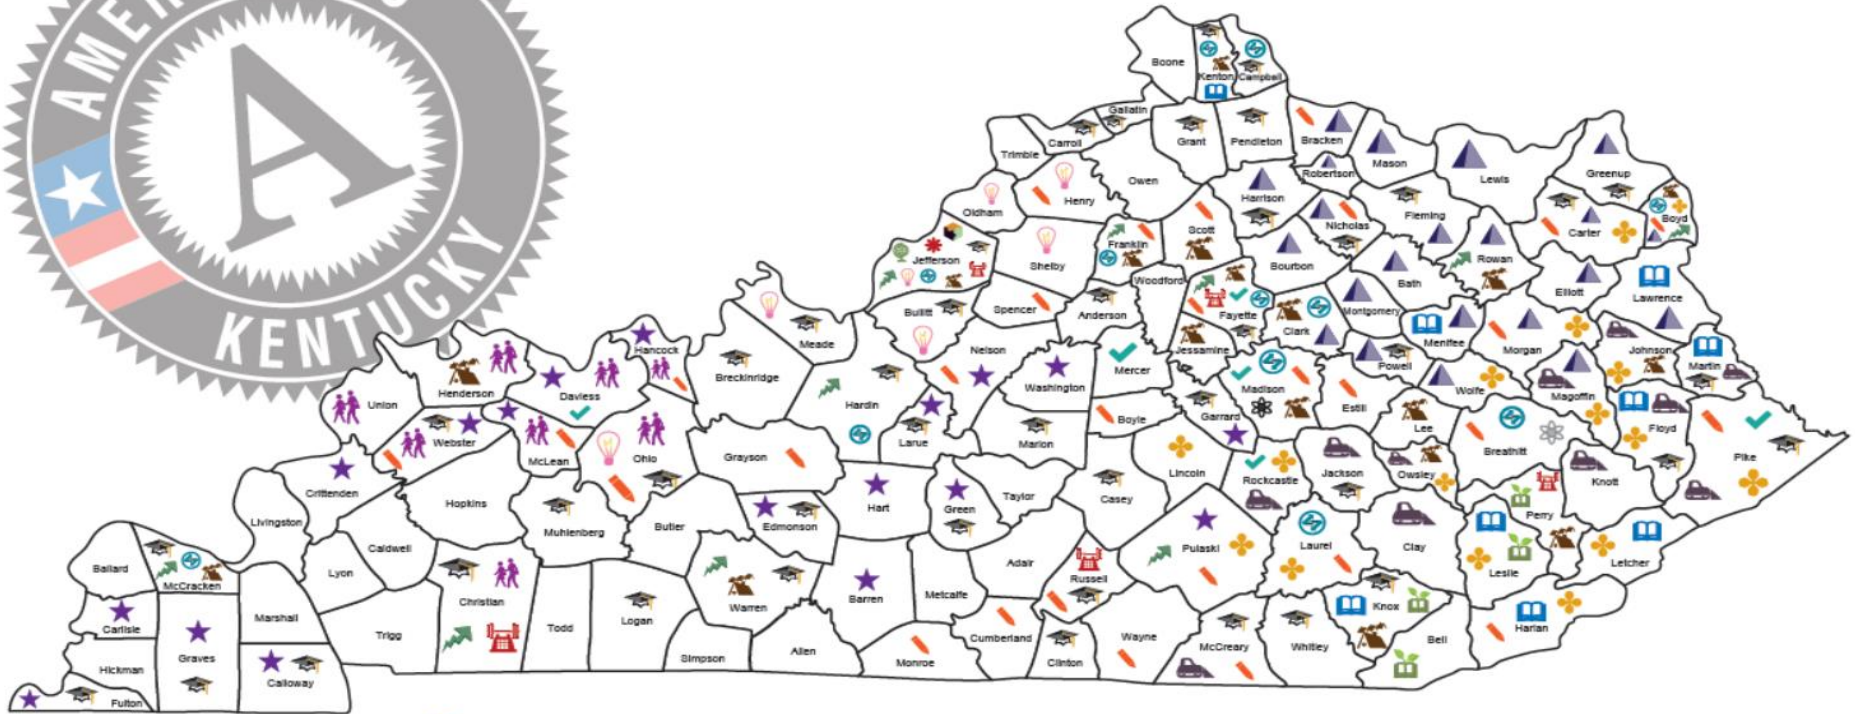 AMER
A
KENTUCKY
Boone
Kenton
Campbell
Gallatin
Carroll
Grant
Pendleton
Bracken
Mason
Trimble
Owen
Robertson
Lewis
Greenup
Henry
Harrison
Oldham
Fleming
Nicholas
Boyd
Scott
Carter
Franklin
Jefferson
Shelby
Bourbon
Rowan
Woodford
Bath
Elliott
Lawrence
Bullitt
Spencer
Anderson
Fayette
Montgomery
Clark
Menifee
Meade
Nelson
Jessamine
Morgan
Johnson
Hancock
Mercer
Powell
Martin
Breckinridge
Washington
Madison
Wolfe
Magoffin
Henderson
Daviess
Union
Hardin
Estill
Garrard
Boyle
Lee
Floyd
Webster
Larue
Marion
Breathitt
McLean
Ohio
Grayson
Lincoln
Jackson
Owsley
Pike
Rockcastle
Knott
Crittenden
Casey
Taylor
Hopkins
Hart
Green
Perry
Livingston
Muhlenberg
Butler
Edmonson
Pulaski
Laurel
Clay
Caldwell
Adair
Letcher
Ballard
Lyon
Leslie
McCracken
Russell
Christian
Warren
Barren
Metcalfe
Knox
Marshall
Logan
Carlisle
Todd
Trigg
Cumberland
Wayne
McCreary
Whitley
Bell
Harlan
Graves
Simpson
Allen
Monroe
Clinton
Hickman
Calloway
Fulton